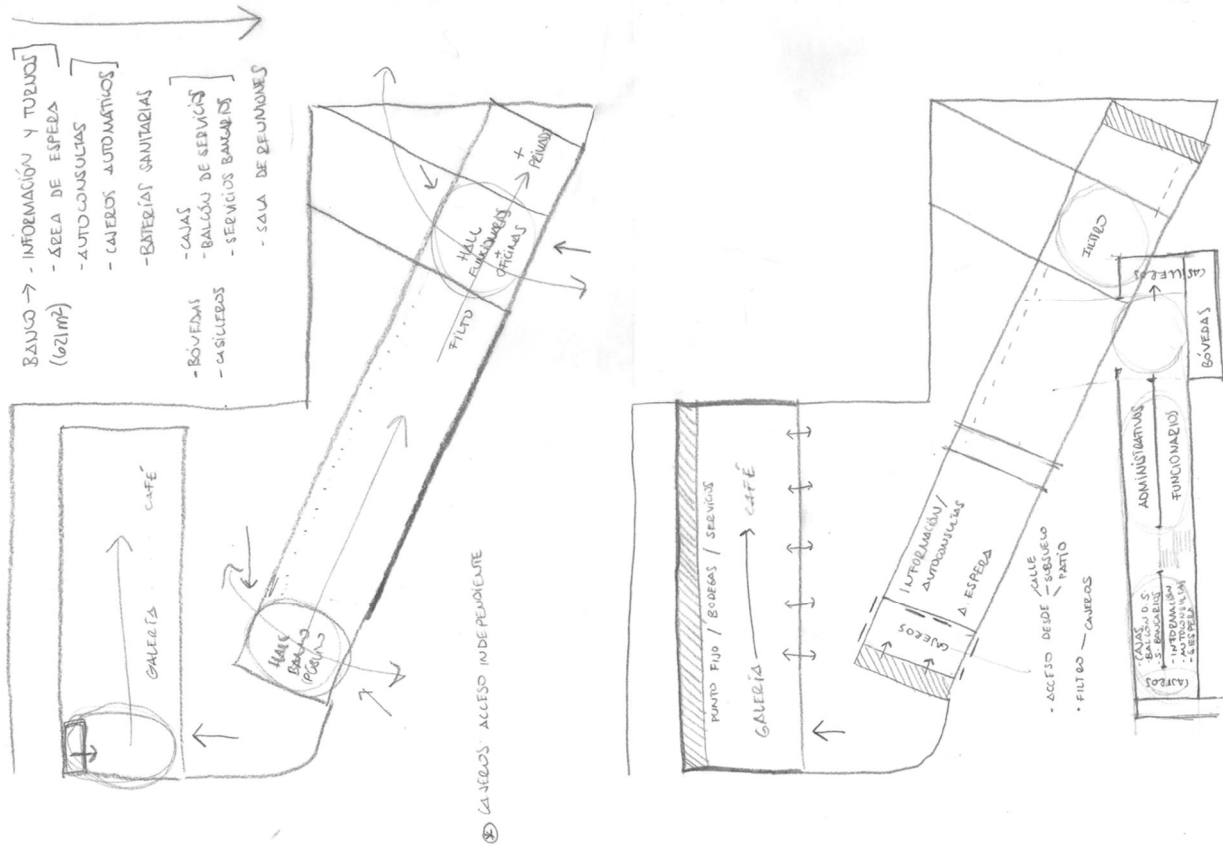 BANCO → - INFORMACIÓN Y TURNOS
(621m²) - ÁREA DE ESPERA
- AUTOCONSULTAS
- CAJEROS AUTOMÁTICOS
- BATERÍAS SANITARIAS
- CAJAS
- BÓVEDAS - BALCÓN DE SERVICIOS
- CASILLEROS - SERVICIOS BANCARIOS
- SALA DE REUNIONES
GALERÍA CAFÉ
HALL
BANCO
FILTO
HALL
FUNCIONARIOS
+
OFICINAS
+
PRIVADO
* CAJEROS: ACCESO INDEPENDIENTE
PUNTO FIJO / BODEGAS / SERVICIOS
GALERÍA → CAFÉ
CAJEROS
INFORMACIÓN/
AUTOCONSULTAS
A. ESPERA
FILTRO
- ACCESO DESDE CALLE
- SUBSUELO
PATIO
• FILTRO — CAJEROS
CAJEROS
- CAJAS
- BALCÓN D. S.
- S. BANCARIOS
- INFORMACIÓN
- AUTOCONSULTAS
- ESPERA
ADMINISTRATIVOS
FUNCIONARIOS
CASILLEROS
BÓVEDAS